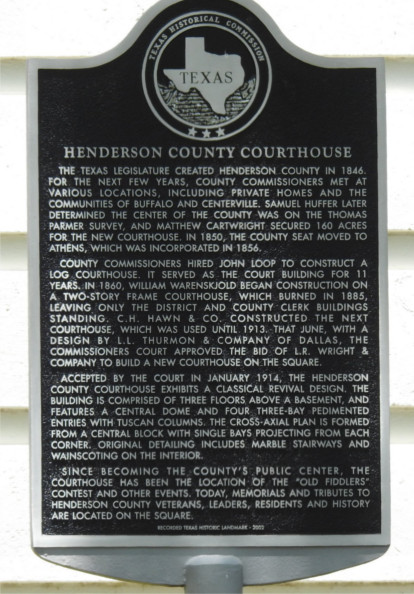 TEXAS HISTORICAL COMMISSION
TEXAS
HENDERSON COUNTY COURTHOUSE
THE TEXAS LEGISLATURE CREATED HENDERSON COUNTY IN 1846.
FOR THE NEXT FEW YEARS, COUNTY COMMISSIONERS MET AT
VARIOUS LOCATIONS, INCLUDING PRIVATE HOMES AND THE
COMMUNITIES OF BUFFALO AND CENTERVILLE. SAMUEL HUFFER LATER
DETERMINED THE CENTER OF THE COUNTY WAS ON THE THOMAS
PARMER SURVEY, AND MATTHEW CARTWRIGHT SECURED 160 ACRES
FOR THE NEW COURTHOUSE. IN 1850, THE COUNTY SEAT MOVED TO
ATHENS, WHICH WAS INCORPORATED IN 1856.
COUNTY COMMISSIONERS HIRED JOHN LOOP TO CONSTRUCT A
LOG COURTHOUSE. IT SERVED AS THE COURT BUILDING FOR 11
YEARS. IN 1860, WILLIAM WARENSKJOLD BEGAN CONSTRUCTION ON
A TWO-STORY FRAME COURTHOUSE, WHICH BURNED IN 1885,
LEAVING ONLY THE DISTRICT AND COUNTY CLERK BUILDINGS
STANDING. C.H. HAWN & CO. CONSTRUCTED THE NEXT
COURTHOUSE, WHICH WAS USED UNTIL 1913. THAT JUNE, WITH A
DESIGN BY L.L. THURMON & COMPANY OF DALLAS, THE
COMMISSIONERS COURT APPROVED THE BID OF L.R. WRIGHT &
COMPANY TO BUILD A NEW COURTHOUSE ON THE SQUARE.
ACCEPTED BY THE COURT IN JANUARY 1914, THE HENDERSON
COUNTY COURTHOUSE EXHIBITS A CLASSICAL REVIVAL DESIGN. THE
BUILDING IS COMPRISED OF THREE FLOORS ABOVE A BASEMENT, AND
FEATURES A CENTRAL DOME AND FOUR THREE-BAY PEDIMENTED
ENTRIES WITH TUSCAN COLUMNS. THE CROSS-AXIAL PLAN IS FORMED
FROM A CENTRAL BLOCK WITH SINGLE BAYS PROJECTING FROM EACH
CORNER. ORIGINAL DETAILING INCLUDES MARBLE STAIRWAYS AND
WAINSCOTING ON THE INTERIOR.
SINCE BECOMING THE COUNTY'S PUBLIC CENTER, THE
COURTHOUSE HAS BEEN THE LOCATION OF THE "OLD FIDDLERS"
CONTEST AND OTHER EVENTS. TODAY, MEMORIALS AND TRIBUTES TO
HENDERSON COUNTY VETERANS, LEADERS, RESIDENTS AND HISTORY
ARE LOCATED ON THE SQUARE.
RECORDED TEXAS HISTORIC LANDMARK - 2002